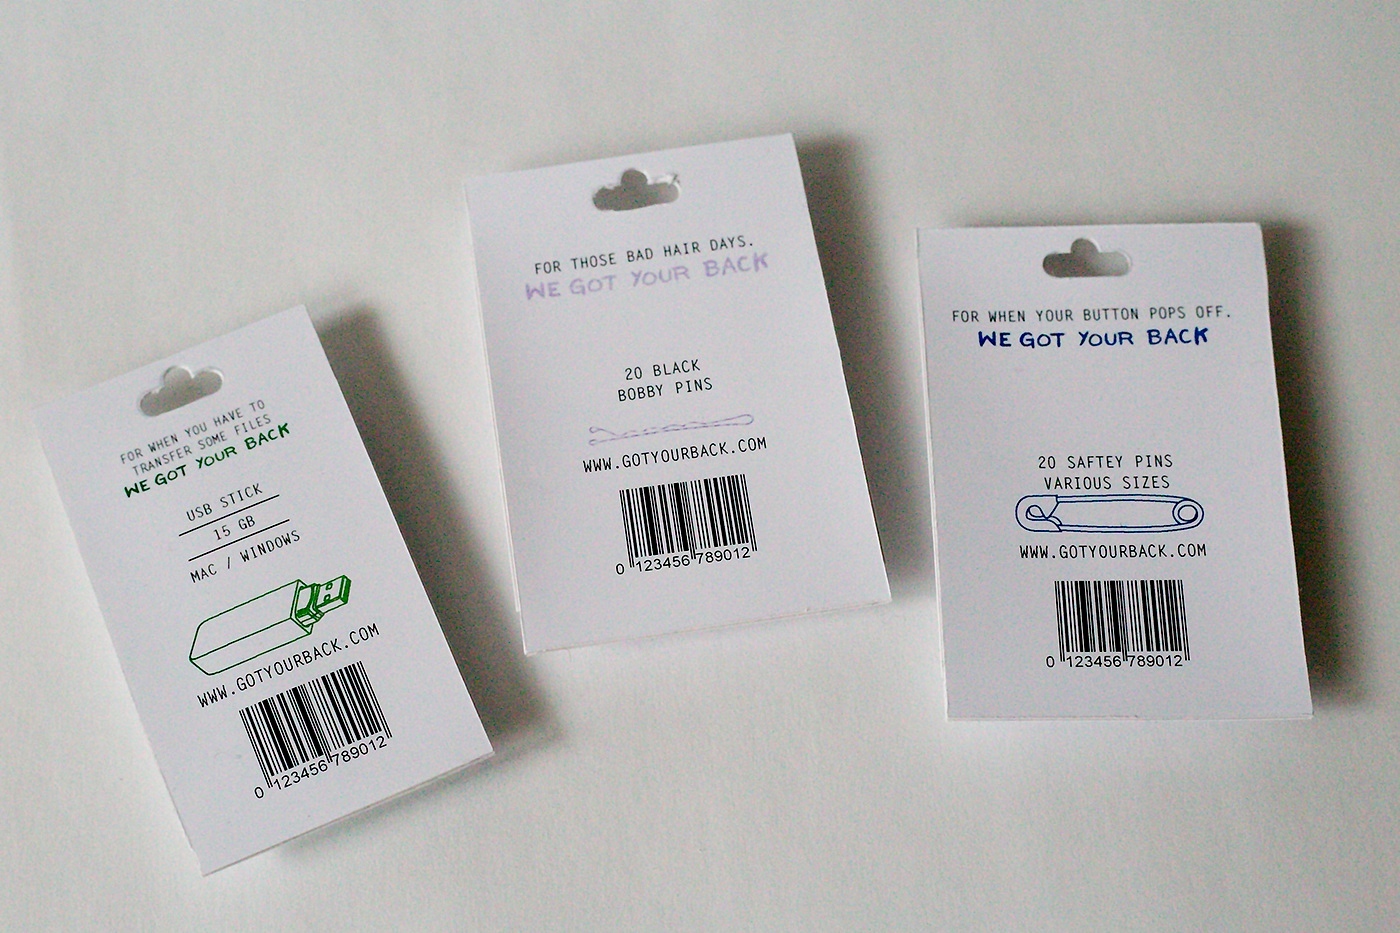 FOR WHEN YOU HAVE TO
TRANSFER SOME FILES
WE GOT YOUR BACK
USB STICK
15 GB
MAC / WINDOWS
WWW.GOTYOURBACK.COM
0 123456 789012
FOR THOSE BAD HAIR DAYS.
WE GOT YOUR BACK
20 BLACK
BOBBY PINS
WWW.GOTYOURBACK.COM
0 123456 789012
FOR WHEN YOUR BUTTON POPS OFF.
WE GOT YOUR BACK
20 SAFTEY PINS
VARIOUS SIZES
WWW.GOTYOURBACK.COM
0 123456 789012